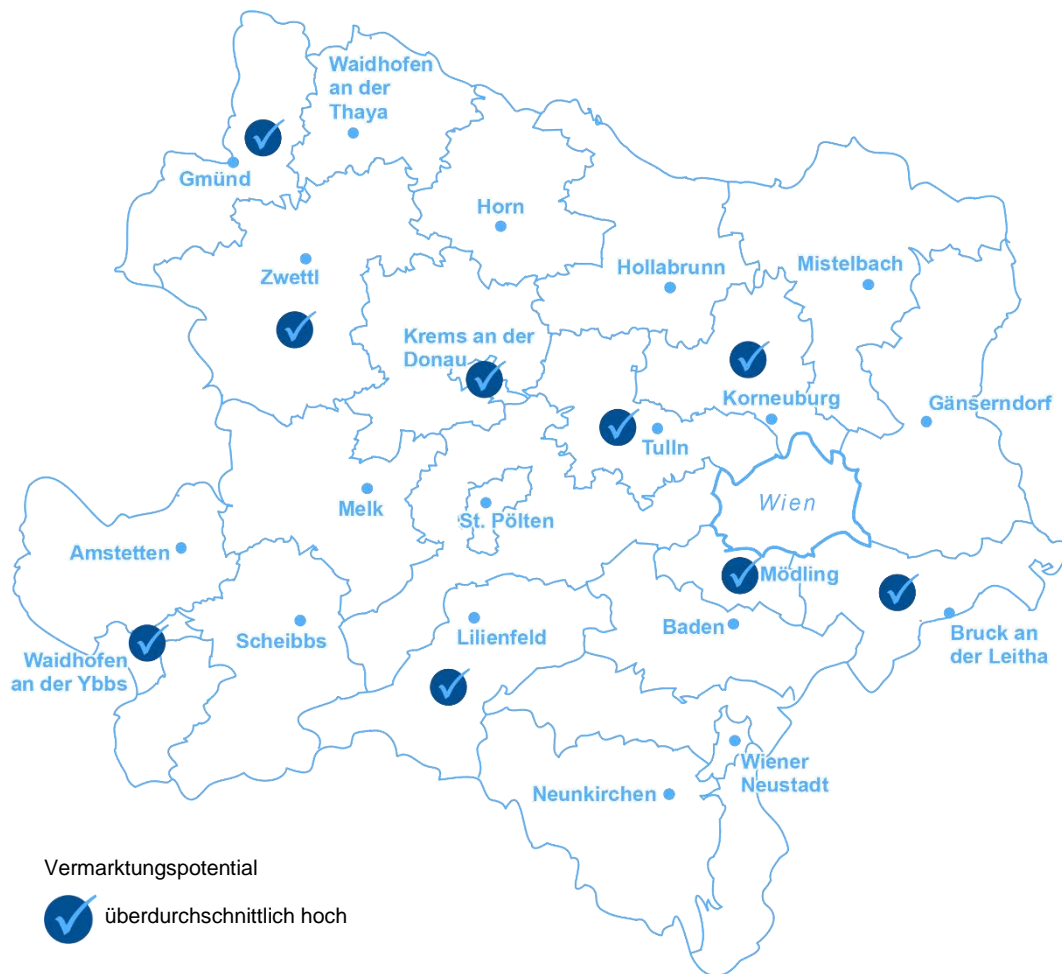 Waidhofen
an der
Thaya
Gmünd
Horn
Zwettl
Hollabrunn
Mistelbach
Krems an der
Donau
Korneuburg
Gänserndorf
Tulln
Melk
St. Pölten
Wien
Amstetten
Mödling
Scheibbs
Lilienfeld
Baden
Bruck an
der Leitha
Waidhofen
an der Ybbs
Wiener
Neustadt
Neunkirchen
Vermarktungspotential
überdurchschnittlich hoch